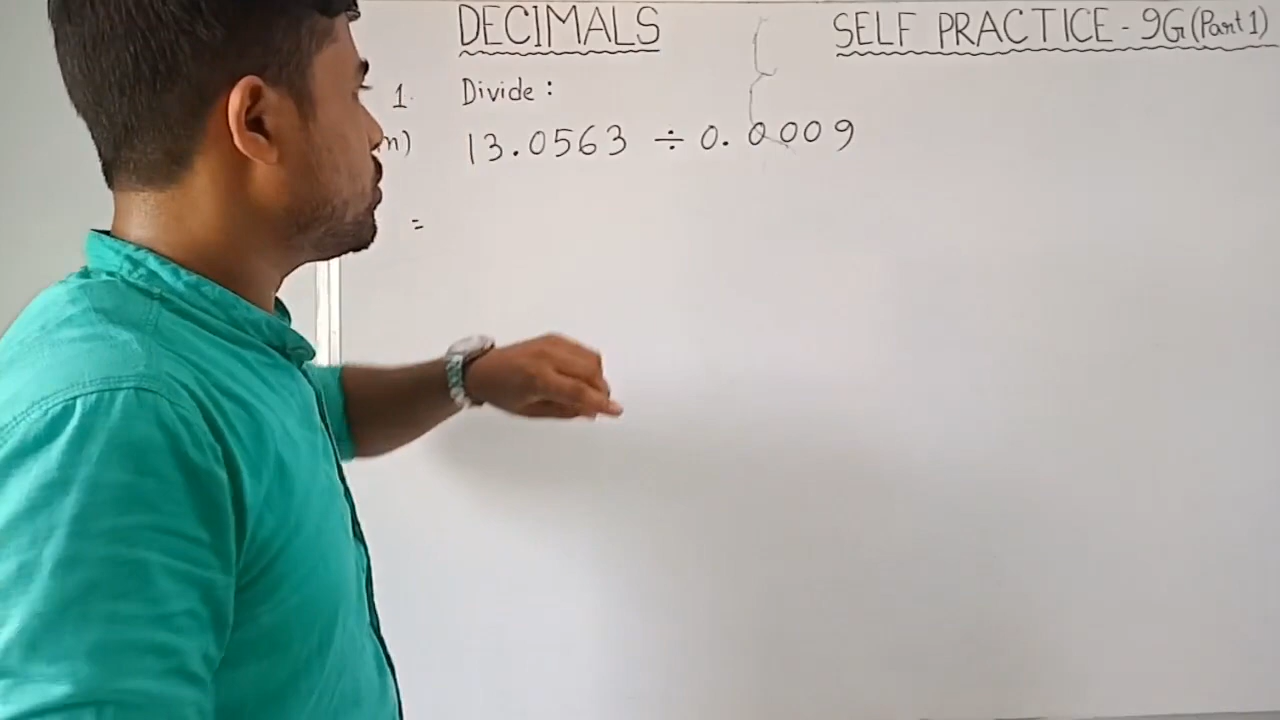 DECIMALS
SELF PRACTICE - 9G (Part 1)
1. Divide :
m) 13.0563 ÷ 0.0009
=